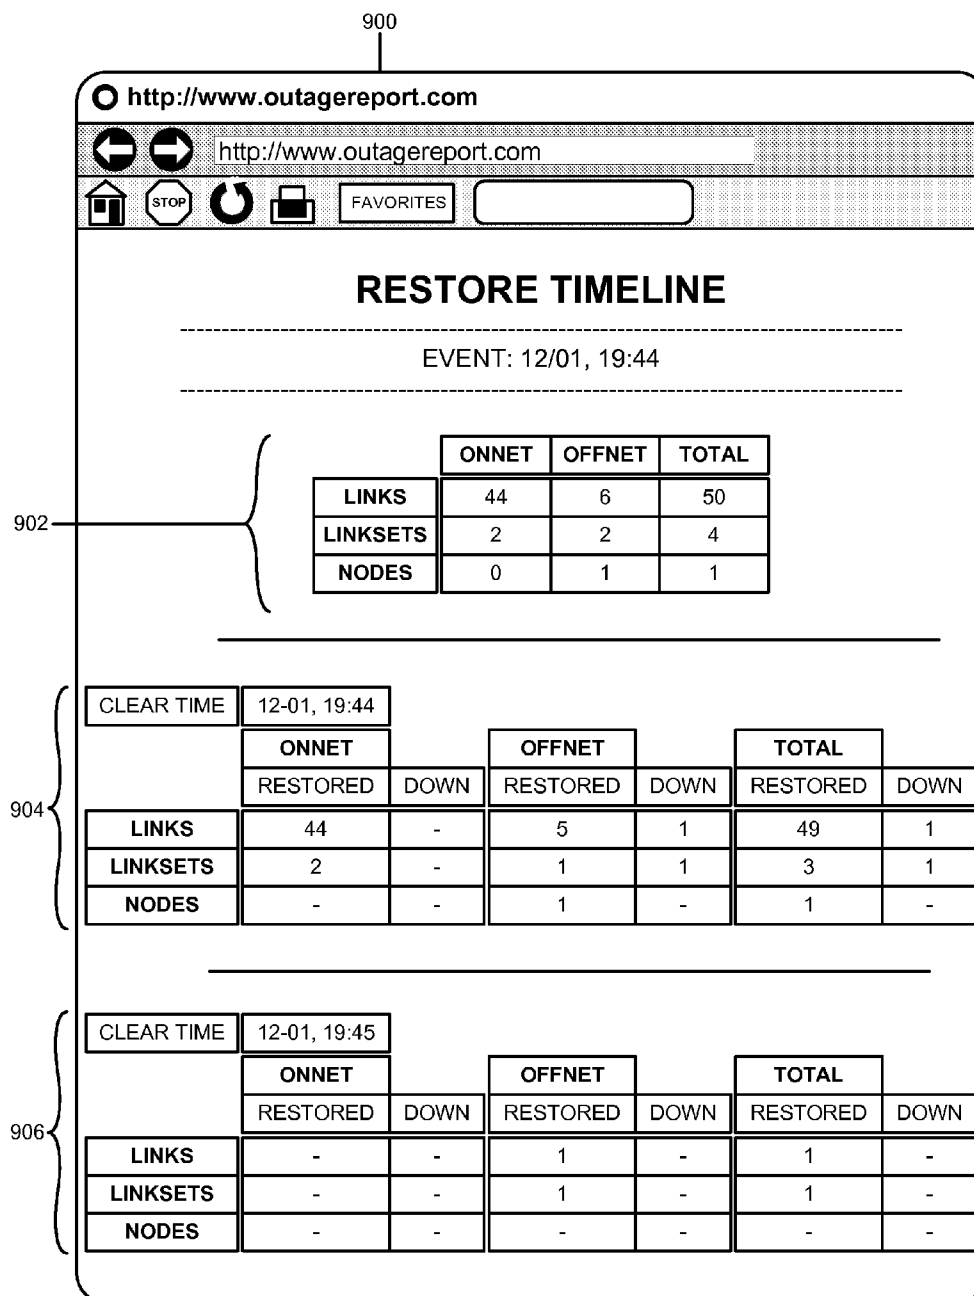 900
http://www.outagereport.com
http://www.outagereport.com
STOP FAVORITES
RESTORE TIMELINE
--------------------------------------------------------------------------------
EVENT: 12/01, 19:44
--------------------------------------------------------------------------------
ONNET OFFNET TOTAL
LINKS 44 6 50
902 LINKSETS 2 2 4
NODES 0 1 1
CLEAR TIME 12-01, 19:44
ONNET OFFNET TOTAL
RESTORED DOWN RESTORED DOWN RESTORED DOWN
904
LINKS 44 - 5 1 49 1
LINKSETS 2 - 1 1 3 1
NODES - - 1 - 1 -
CLEAR TIME 12-01, 19:45
ONNET OFFNET TOTAL
RESTORED DOWN RESTORED DOWN RESTORED DOWN
906
LINKS - - 1 - 1 -
LINKSETS - - 1 - 1 -
NODES - - - - - -